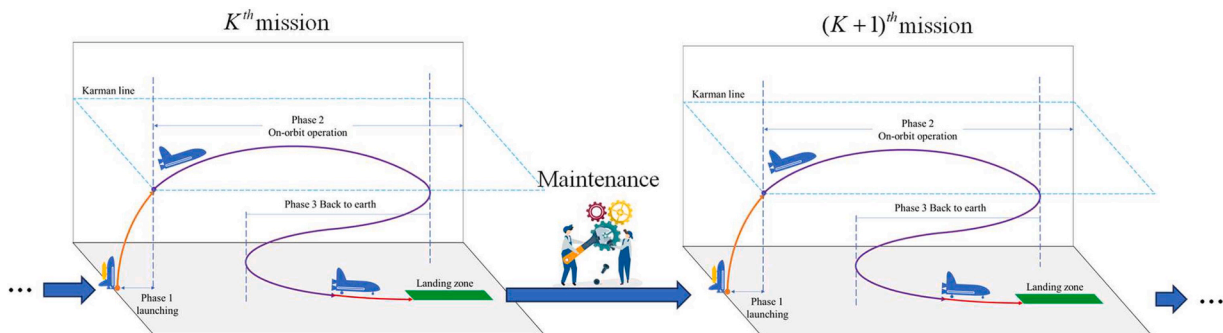 K^th mission
Karman line
Phase 2
On-orbit operation
Phase 3 Back to earth
Phase 1
launching
Landing zone
Maintenance
(K + 1)^th mission
Karman line
Phase 2
On-orbit operation
Phase 3 Back to earth
Phase 1
launching
Landing zone
...
...